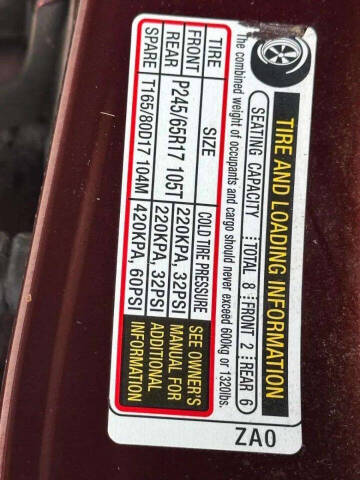 TIRE AND LOADING INFORMATION
SEATING CAPACITY : TOTAL 8 : FRONT 2 : REAR 6
The combined weight of occupants and cargo should never exceed 600kg or 1320lbs.
TIRE SIZE COLD TIRE PRESSURE
FRONT P245/65R17 105T 220KPA, 32PSI
REAR 220KPA, 32PSI
SPARE T165/80D17 104M 420KPA, 60PSI
SEE OWNER'S
MANUAL FOR
ADDITIONAL
INFORMATION
ZA0